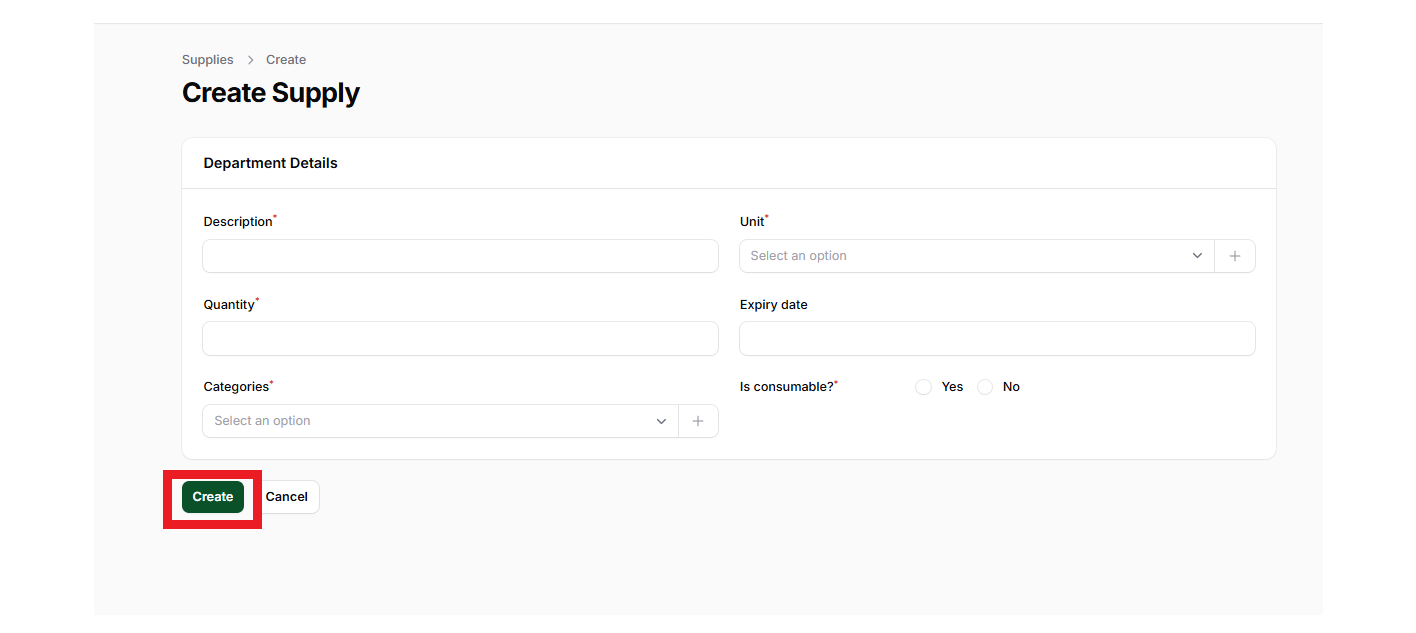 Supplies > Create
Create Supply
Department Details
Description*
Unit*
Select an option
Quantity*
Expiry date
Categories*
Is consumable?* Yes No
Select an option
Create Cancel